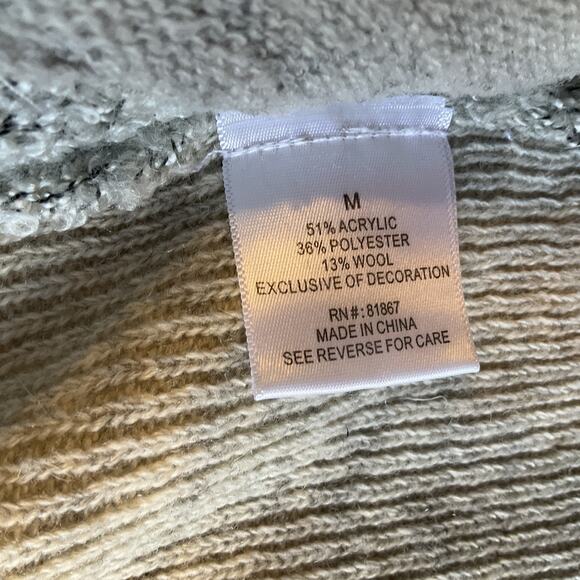 M
51% ACRYLIC
36% POLYESTER
13% WOOL
EXCLUSIVE OF DECORATION
RN#: 81867
MADE IN CHINA
SEE REVERSE FOR CARE